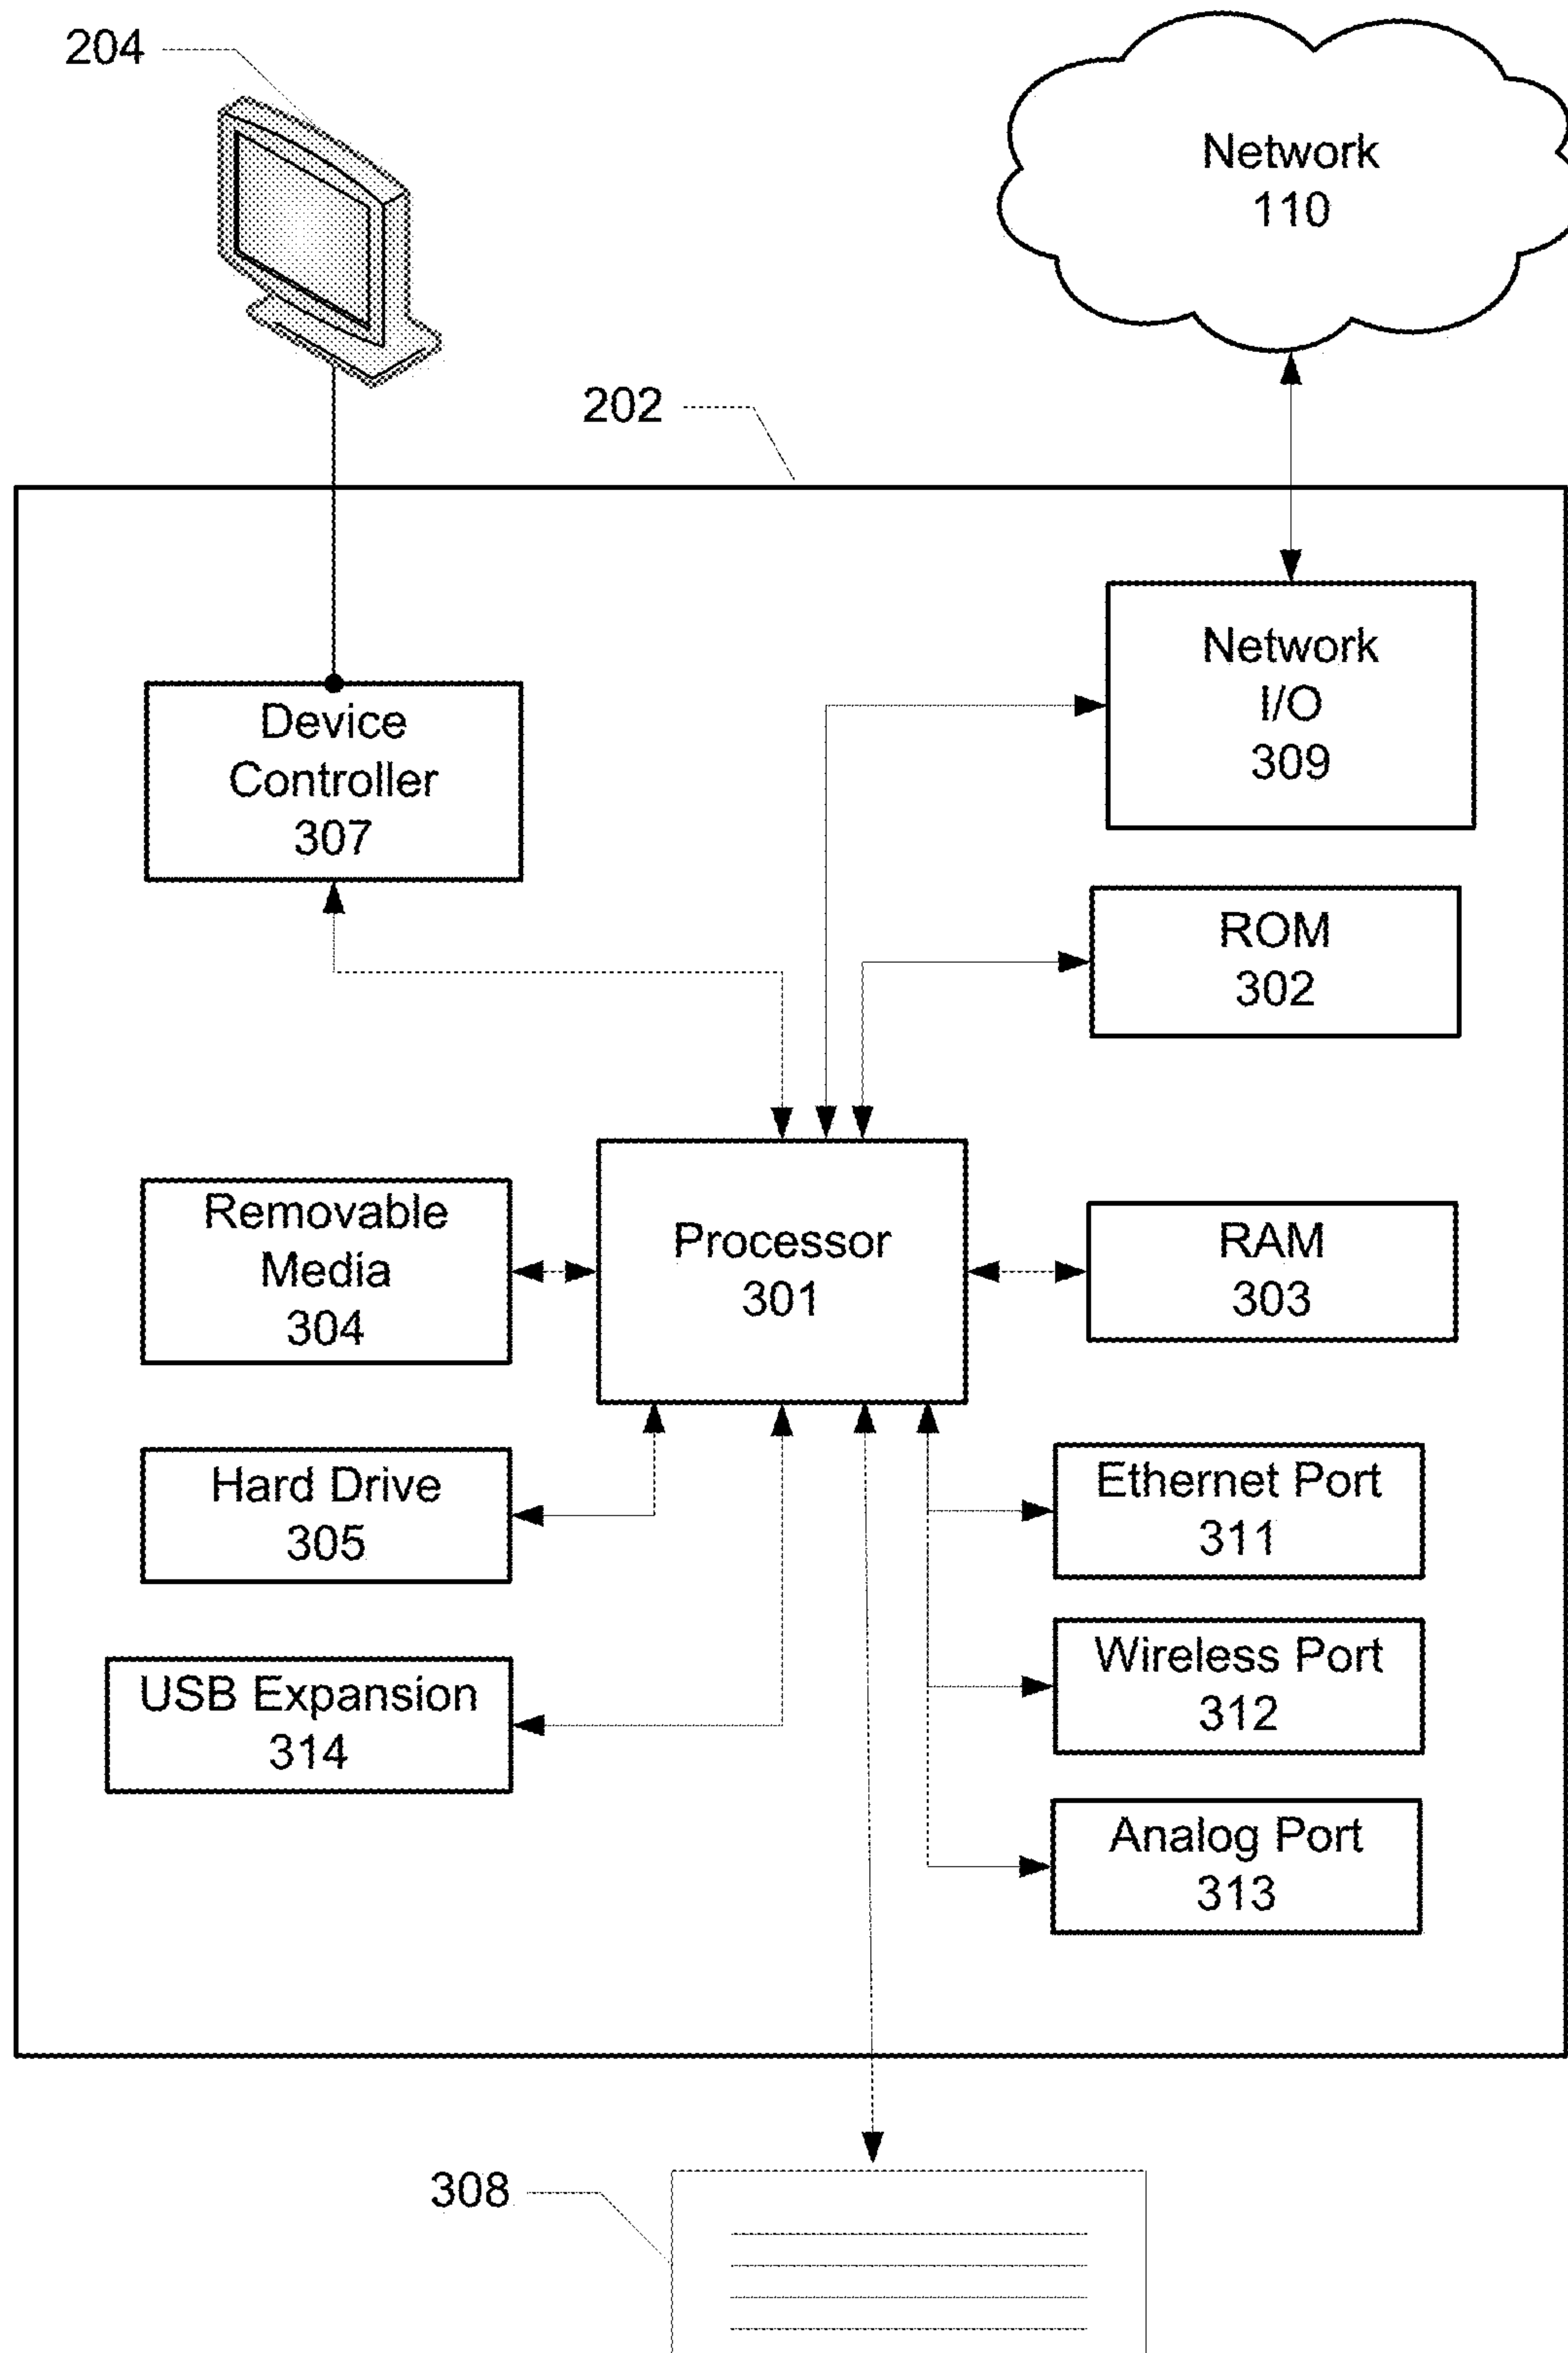 204
Network
110
202
Network
I/O
309
Device
Controller
307
ROM
302
Removable
Media
304
Processor
301
RAM
303
Hard Drive
305
Ethernet Port
311
USB Expansion
314
Wireless Port
312
Analog Port
313
308